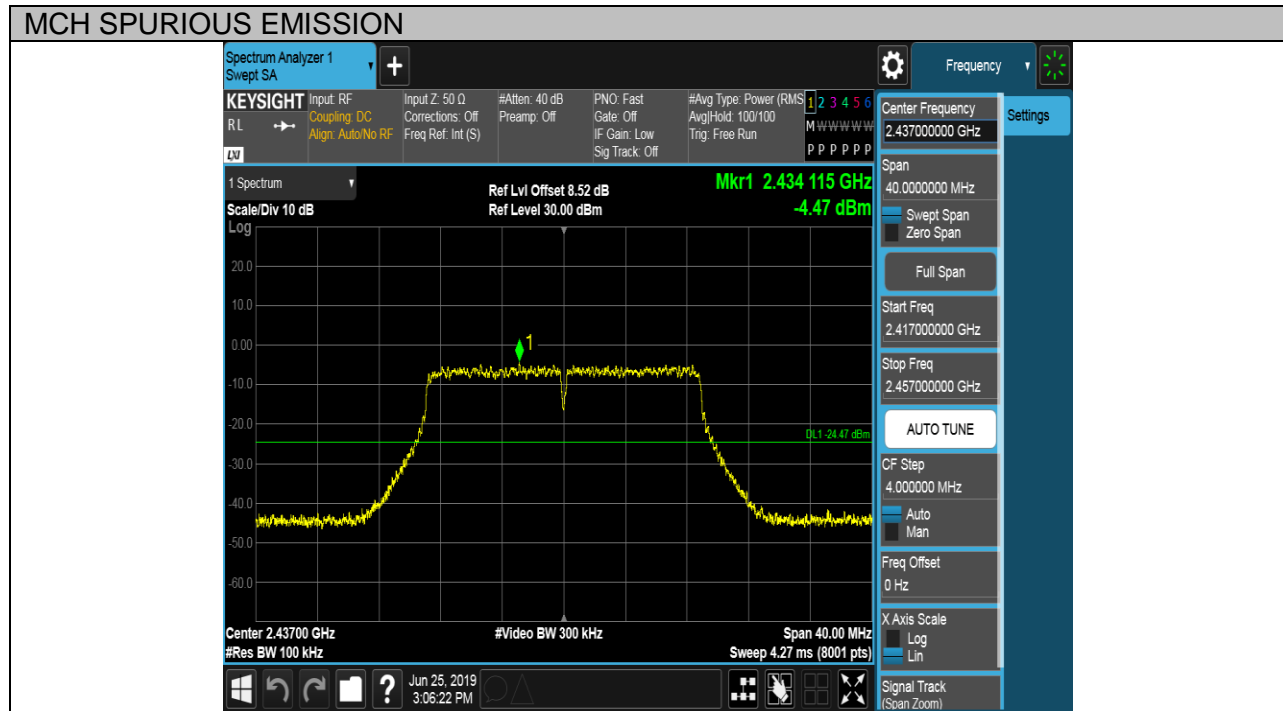 MCH SPURIOUS EMISSION
Spectrum Analyzer 1
Swept SA
+
Frequency
KEYSIGHT
RL
LXI
Input: RF
Coupling: DC
Align: Auto/No RF
Input Z: 50 Ω
Corrections: Off
Freq Ref: Int (S)
#Atten: 40 dB
Preamp: Off
PNO: Fast
Gate: Off
IF Gain: Low
Sig Track: Off
#Avg Type: Power (RMS
Avg|Hold: 100/100
Trig: Free Run
1 2 3 4 5 6
M W W W W W
P P P P P P
1 Spectrum
Scale/Div 10 dB
Log
Ref Lvl Offset 8.52 dB
Ref Level 30.00 dBm
Mkr1 2.434 115 GHz
-4.47 dBm
20.0
10.0
0.00
-10.0
-20.0
-30.0
-40.0
-50.0
-60.0
1
DL1 -24.47 dBm
Center 2.43700 GHz
#Res BW 100 kHz
#Video BW 300 kHz
Span 40.00 MHz
Sweep 4.27 ms (8001 pts)
Center Frequency
2.437000000 GHz
Settings
Span
40.0000000 MHz
Swept Span
Zero Span
Full Span
Start Freq
2.417000000 GHz
Stop Freq
2.457000000 GHz
AUTO TUNE
CF Step
4.000000 MHz
Auto
Man
Freq Offset
0 Hz
X Axis Scale
Log
Lin
Signal Track
(Span Zoom)
?
Jun 25, 2019
3:06:22 PM